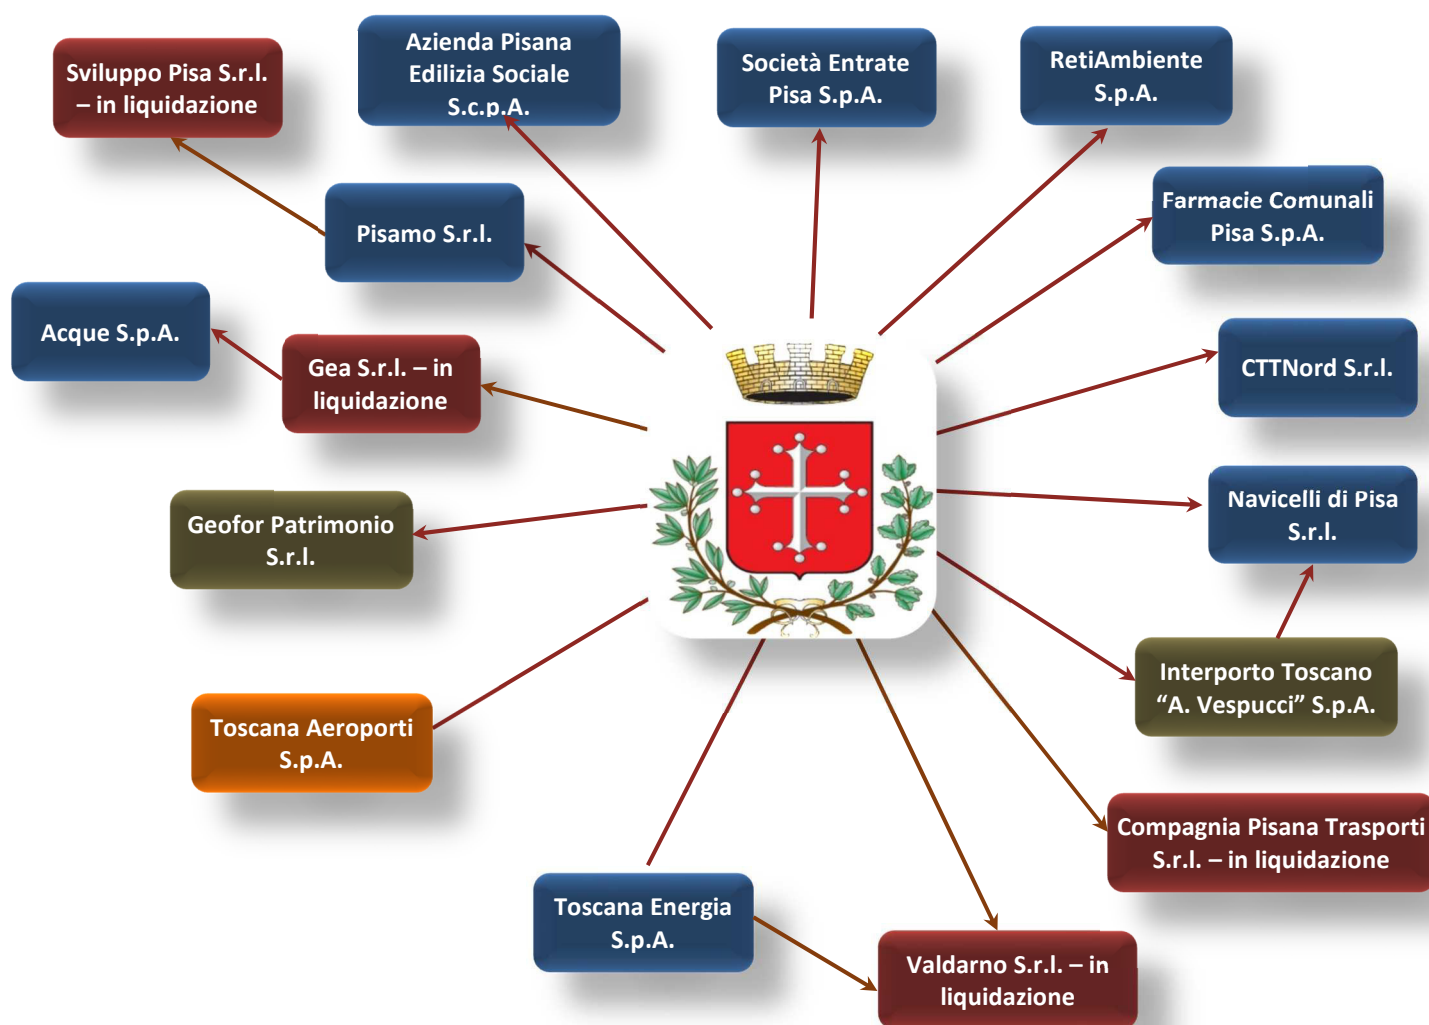 Azienda Pisana
Edilizia Sociale
S.c.p.A.
Società Entrate
Pisa S.p.A.
RetiAmbiente
S.p.A.
Sviluppo Pisa S.r.l.
– in liquidazione
Farmacie Comunali
Pisa S.p.A.
Pisamo S.r.l.
Acque S.p.A.
Gea S.r.l. – in
liquidazione
CTTNord S.r.l.
Geofor Patrimonio
S.r.l.
Navicelli di Pisa
S.r.l.
Interporto Toscano
“A. Vespucci” S.p.A.
Toscana Aeroporti
S.p.A.
Compagnia Pisana Trasporti
S.r.l. – in liquidazione
Toscana Energia
S.p.A.
Valdarno S.r.l. – in
liquidazione